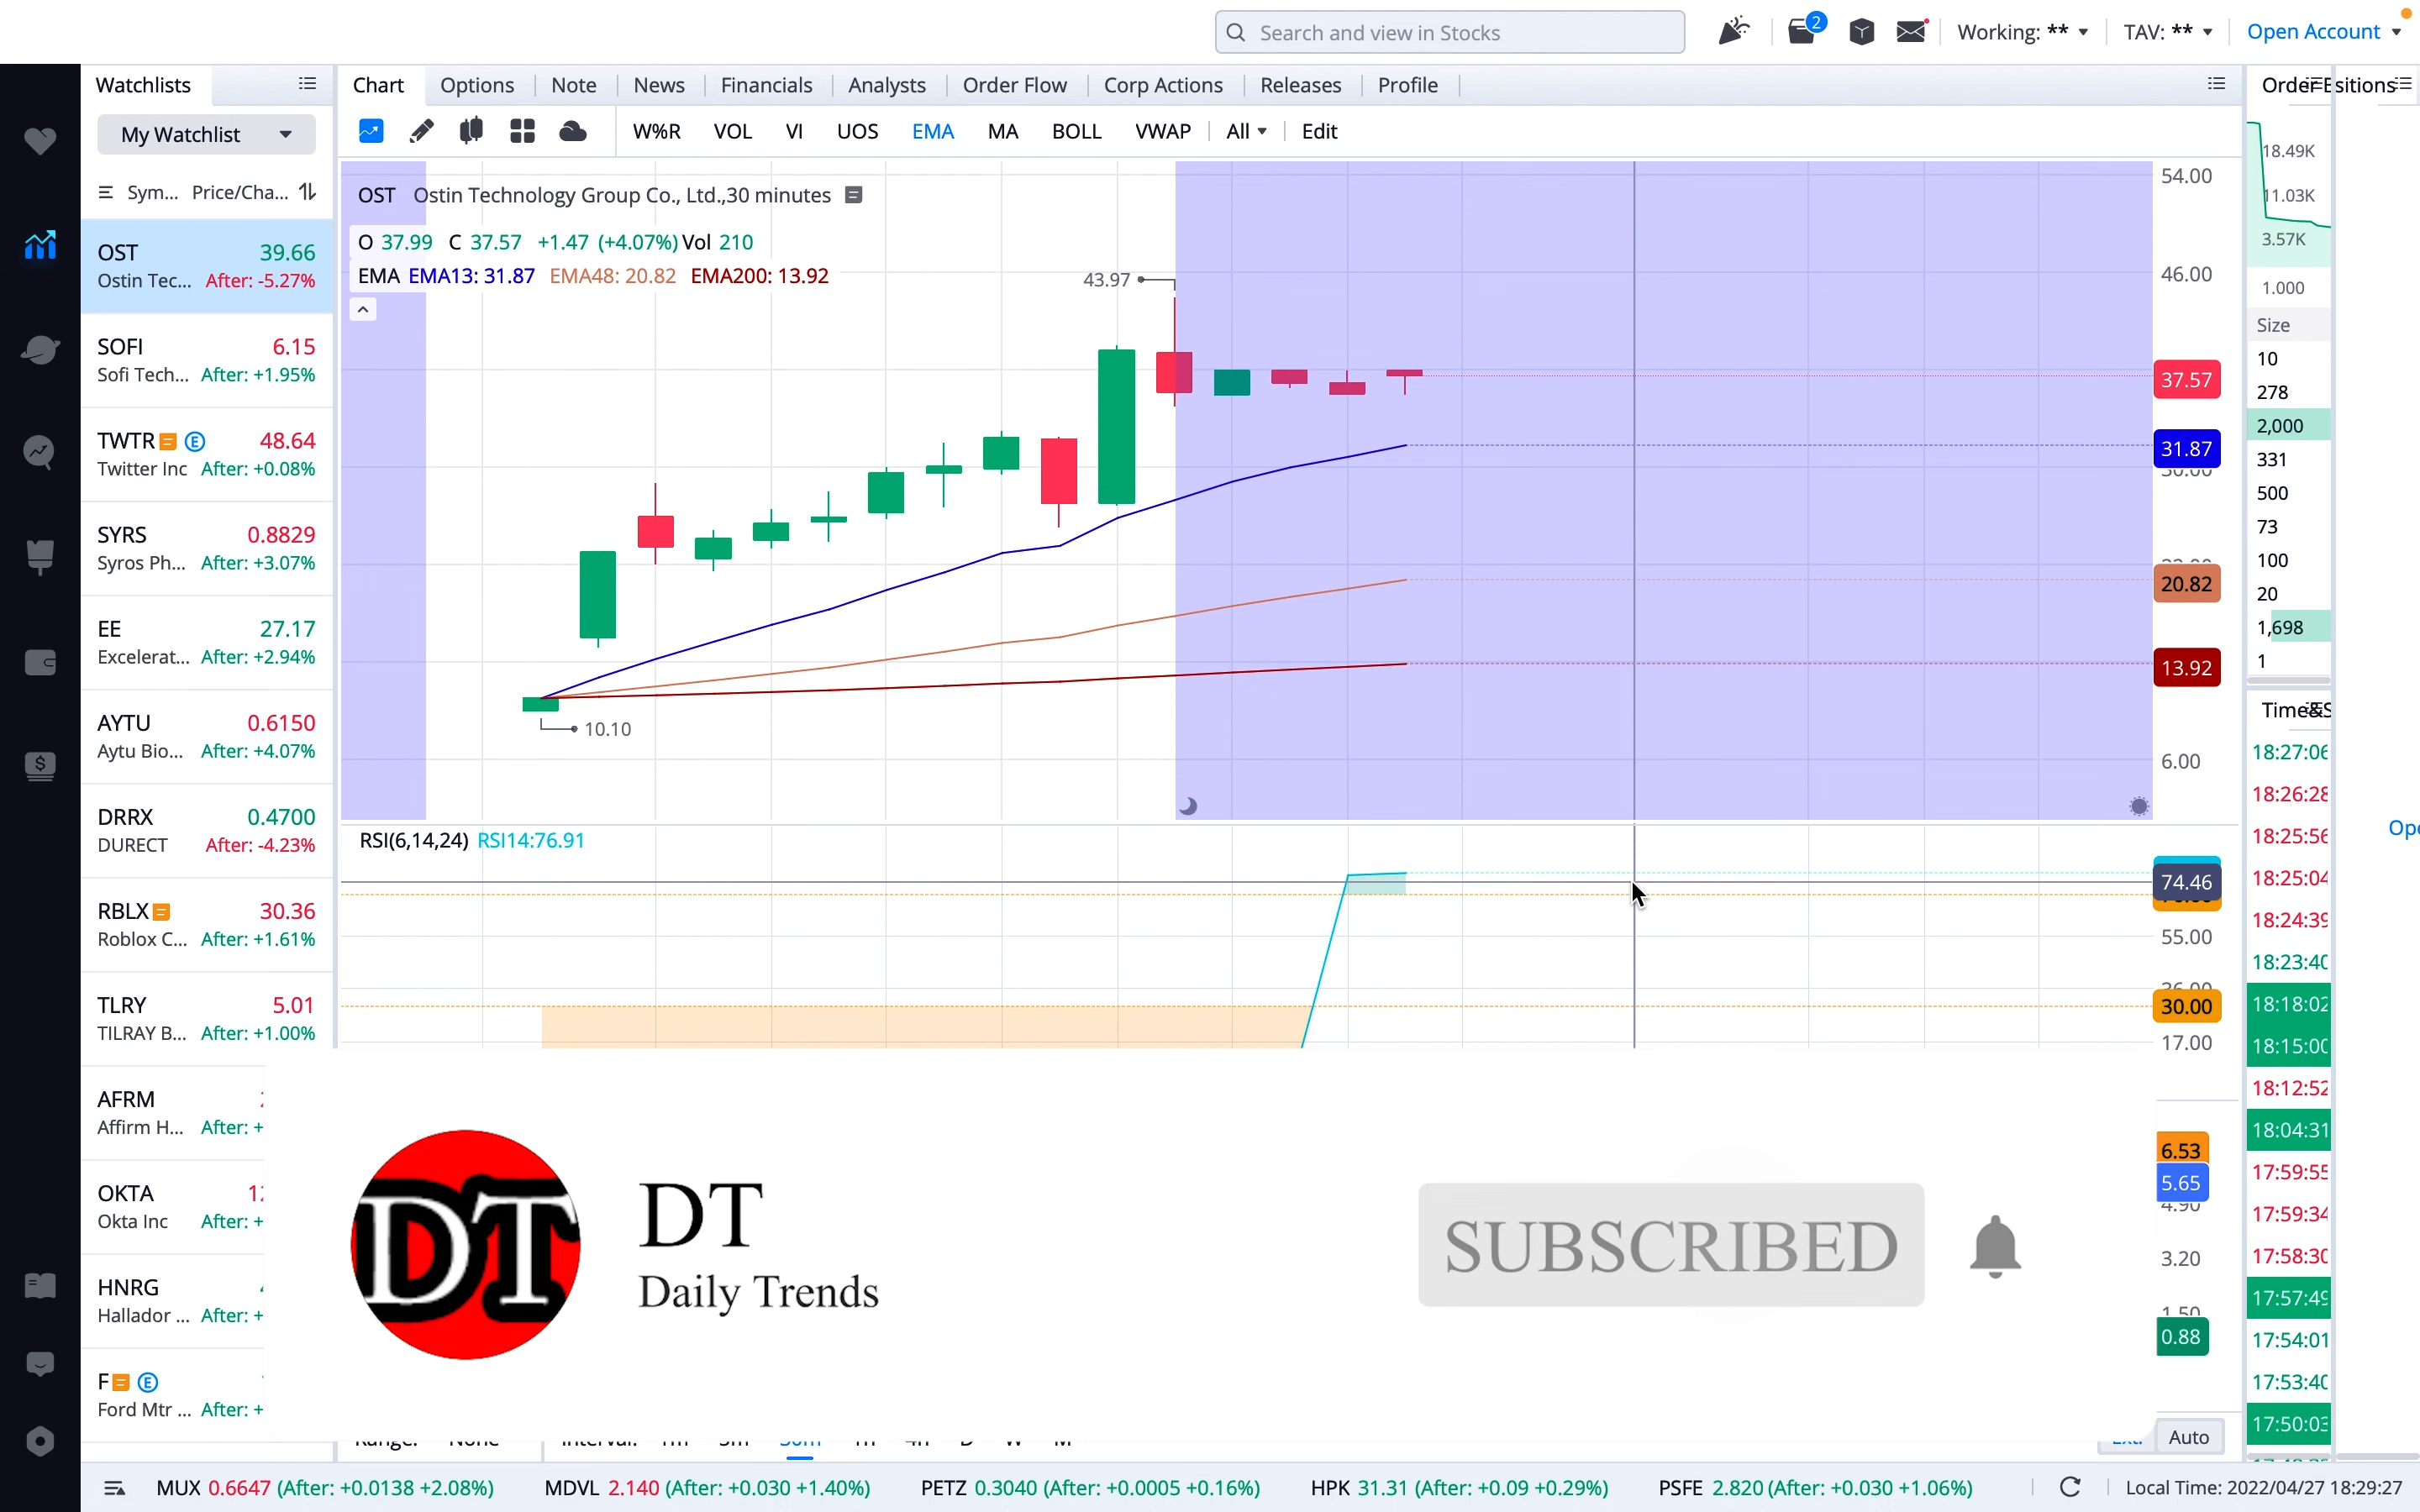 Search and view in Stocks
2
Working: **
TAV: **
Open Account
Watchlists
Chart
Options
Note
News
Financials
Analysts
Order Flow
Corp Actions
Releases
Profile
My Watchlist
W%R
VOL
VI
UOS
EMA
MA
BOLL
VWAP
All
Edit
Sym... Price/Cha...
OST 39.66
Ostin Tec... After: -5.27%
SOFI 6.15
Sofi Tech... After: +1.95%
TWTR E 48.64
Twitter Inc After: +0.08%
SYRS 0.8829
Syros Ph... After: +3.07%
EE 27.17
Excelerat... After: +2.94%
AYTU 0.6150
Aytu Bio... After: +4.07%
DRRX 0.4700
DURECT After: -4.23%
RBLX 30.36
Roblox C... After: +1.61%
TLRY 5.01
TILRAY B... After: +1.00%
AFRM
Affirm H... After: +
OKTA
Okta Inc After: +
HNRG
Hallador ... After: +
F E
Ford Mtr ... After: +
OST Ostin Technology Group Co., Ltd.,30 minutes
O 37.99 C 37.57 +1.47 (+4.07%) Vol 210
EMA EMA13: 31.87 EMA48: 20.82 EMA200: 13.92
43.97
10.10
54.00
46.00
37.57
31.87
20.82
13.92
6.00
RSI(6,14,24) RSI14:76.91
74.46
55.00
30.00
17.00
6.53
5.65
4.90
3.20
1.50
0.88
DT
DT
Daily Trends
SUBSCRIBED
18.49K
11.03K
3.57K
1.000
Size
10
278
2,000
331
500
73
100
20
1,698
1
18:27:06
18:26:28
18:25:56
18:25:04
18:24:39
18:23:40
18:18:02
18:15:00
18:12:52
18:04:31
17:59:55
17:59:34
17:58:30
17:57:49
17:54:01
17:53:40
17:50:03
Auto
MUX 0.6647 (After: +0.0138 +2.08%)
MDVL 2.140 (After: +0.030 +1.40%)
PETZ 0.3040 (After: +0.0005 +0.16%)
HPK 31.31 (After: +0.09 +0.29%)
PSFE 2.820 (After: +0.030 +1.06%)
Local Time: 2022/04/27 18:29:27